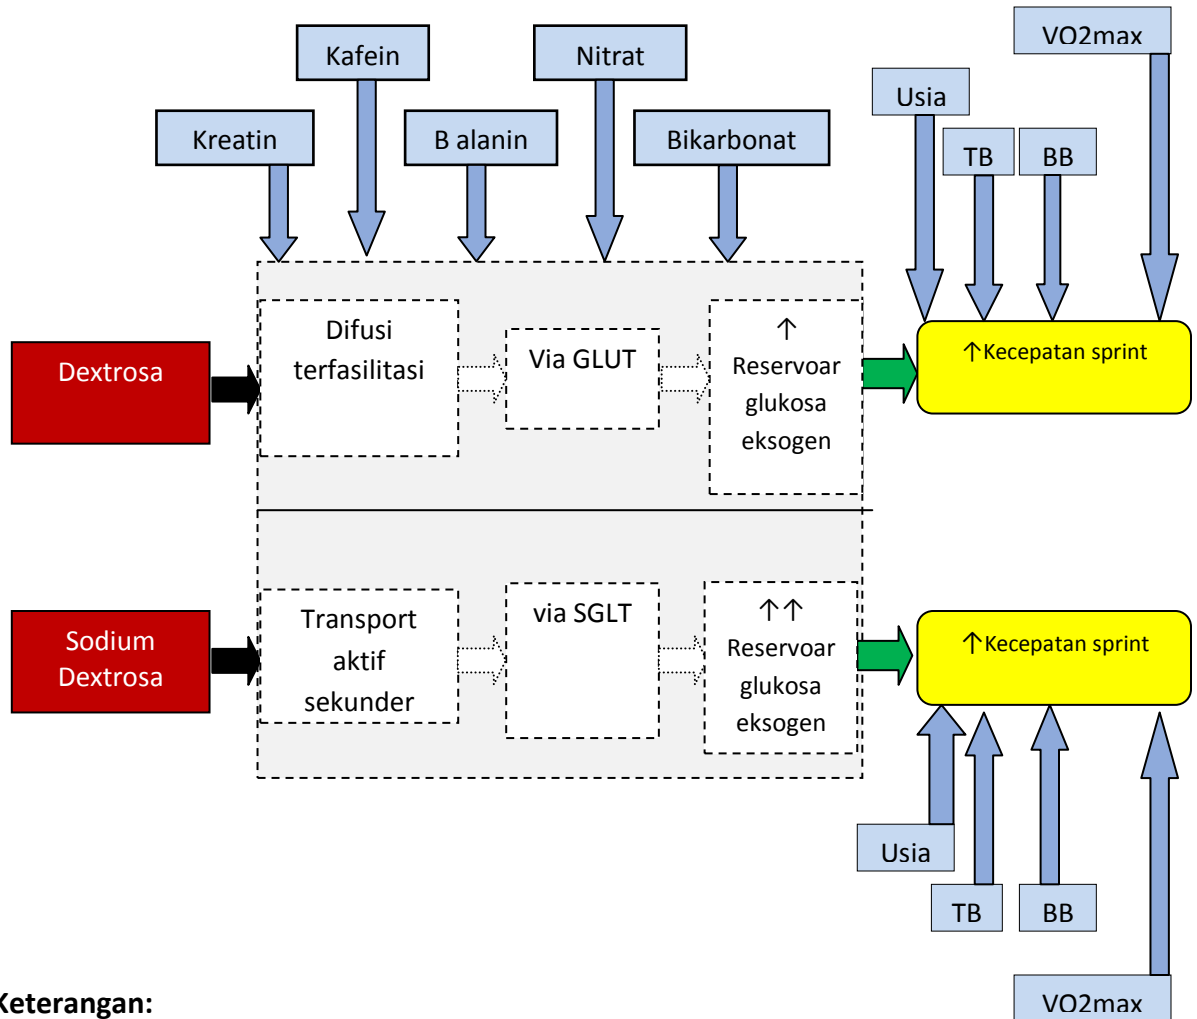 VO2max
Kafein
Nitrat
Usia
Kreatin
B alanin
Bikarbonat
TB
BB
Dextrosa
Difusi
terfasilitasi
Via GLUT
↑
Reservoar
glukosa
eksogen
↑Kecepatan sprint
Sodium
Dextrosa
Transport
aktif
sekunder
via SGLT
↑↑
Reservoar
glukosa
eksogen
↑Kecepatan sprint
Usia
TB
BB
VO2max
Keterangan: